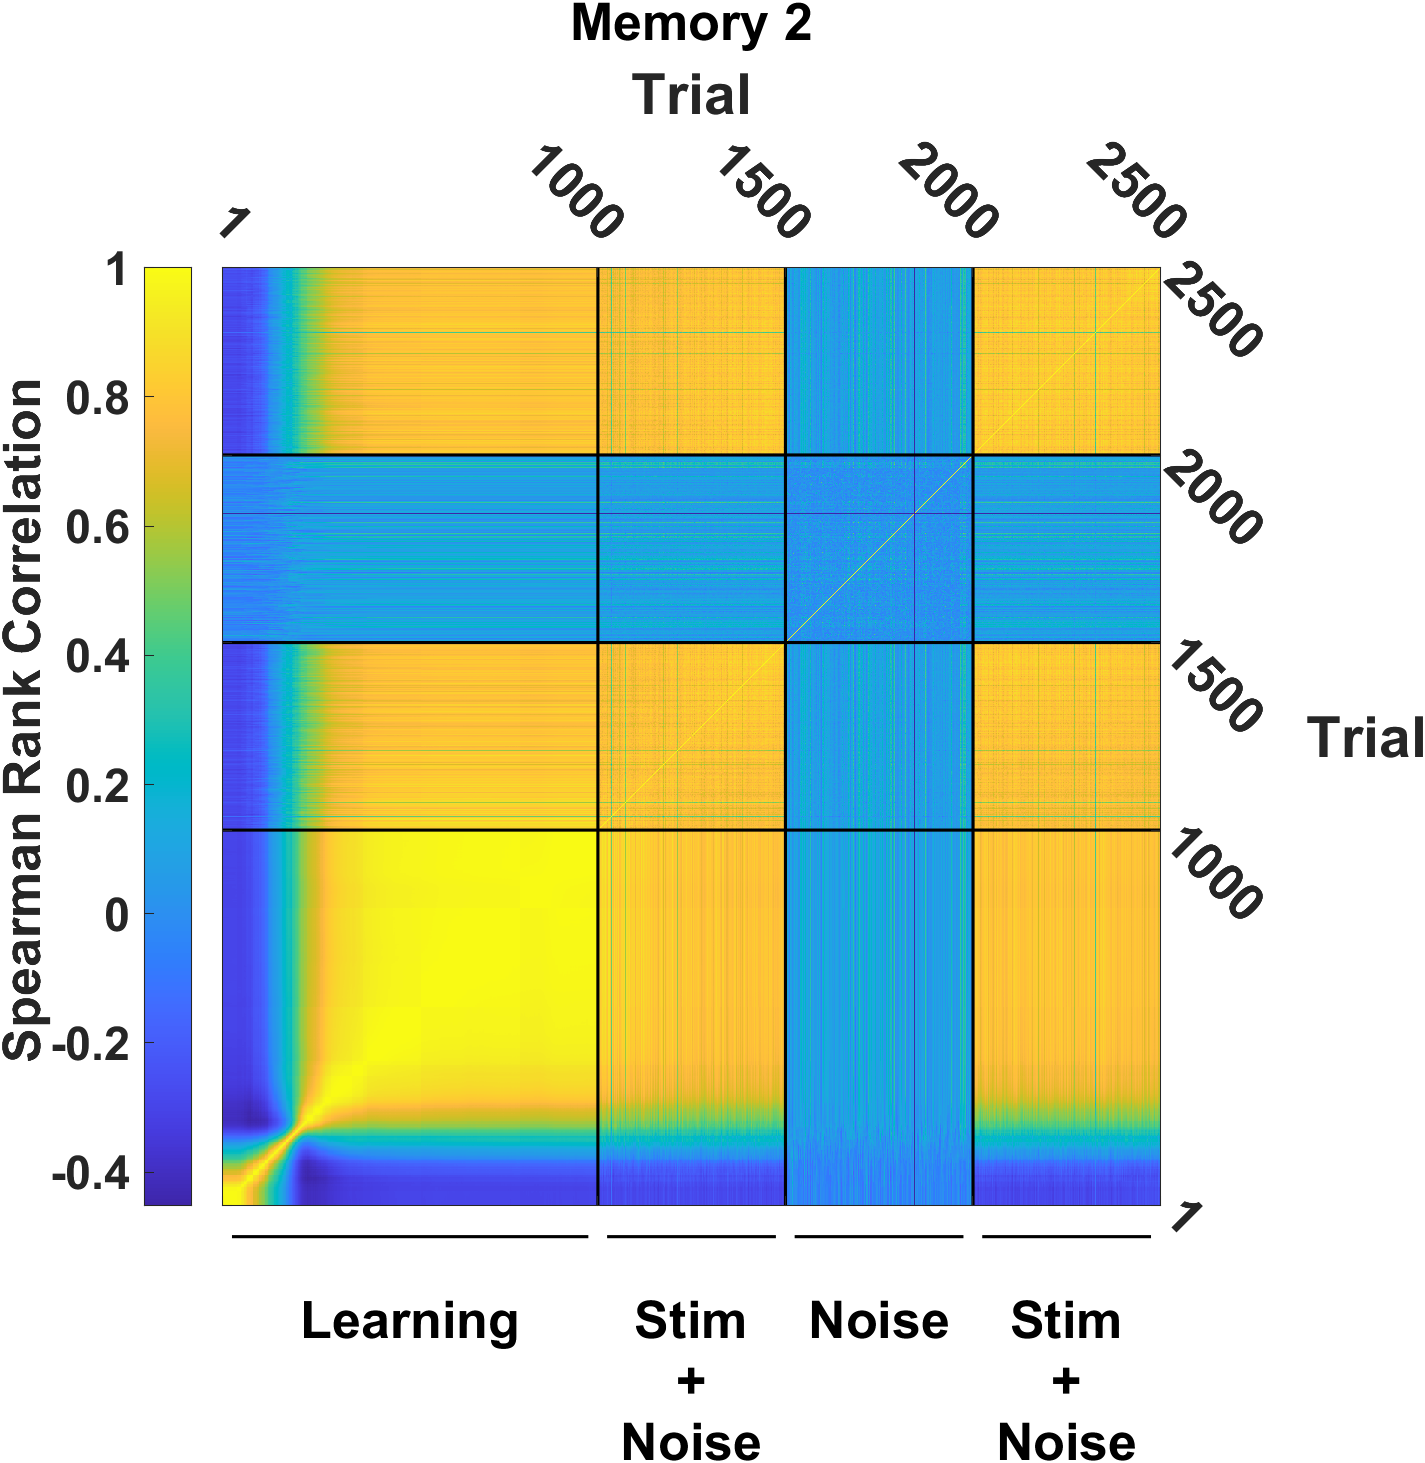 Memory 2
Trial
1
1000
1500
2000
2500
1
0.8
0.6
0.4
0.2
0
-0.2
-0.4
Spearman Rank Correlation
2500
2000
1500
1000
1
Trial
Learning
Stim
+
Noise
Noise
Stim
+
Noise